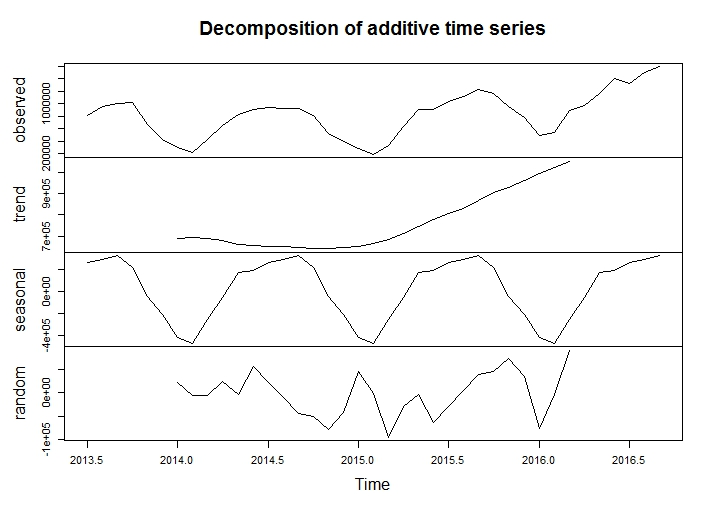 Decomposition of additive time series
observed
200000
1000000
trend
7e+05
9e+05
seasonal
-4e+05
0e+00
random
-1e+05
0e+00
2013.5 2014.0 2014.5 2015.0 2015.5 2016.0 2016.5
Time